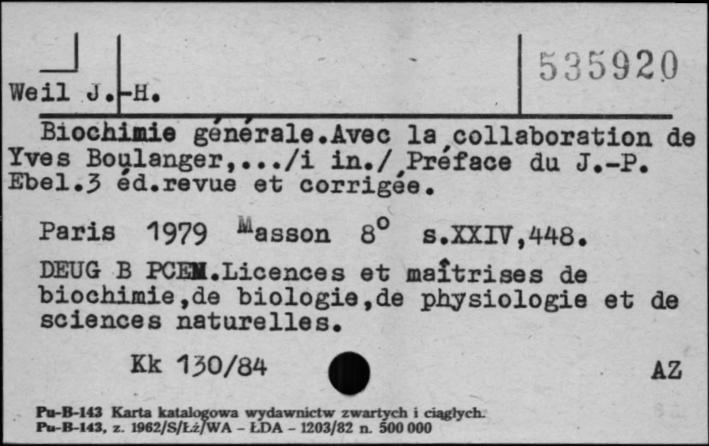 535920
Weil J.-H.
Biochimie générale.Avec la collaboration de
Yves Boulanger,.../i in./ Préface du J.-P.
Ebel.3 éd.revue et corrigée.
Paris 1979 Masson 8° s.XXIV,448.
DEUG B PCEM.Licences et maîtrises de
biochimie,de biologie,de physiologie et de
sciences naturelles.
Kk 130/84 AZ
Pu-B-143 Karta katalogowa wydawnictw zwartych i ciągłych.
Pu-B-143, z. 1962/S/Łż/WA - ŁDA - 1203/82 n. 500 000